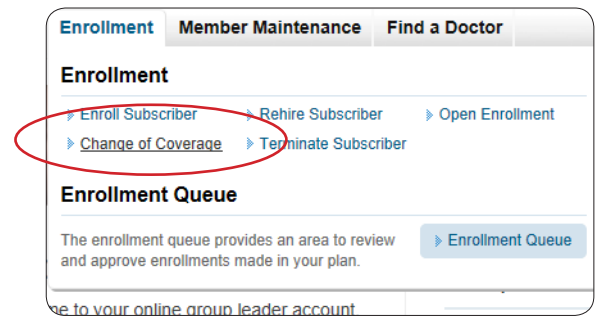 Enrollment Member Maintenance Find a Doctor
Enrollment
Enroll Subscriber Rehire Subscriber Open Enrollment
Change of Coverage Terminate Subscriber
Enrollment Queue
The enrollment queue provides an area to review
and approve enrollments made in your plan.
Enrollment Queue
to your online group leader account.